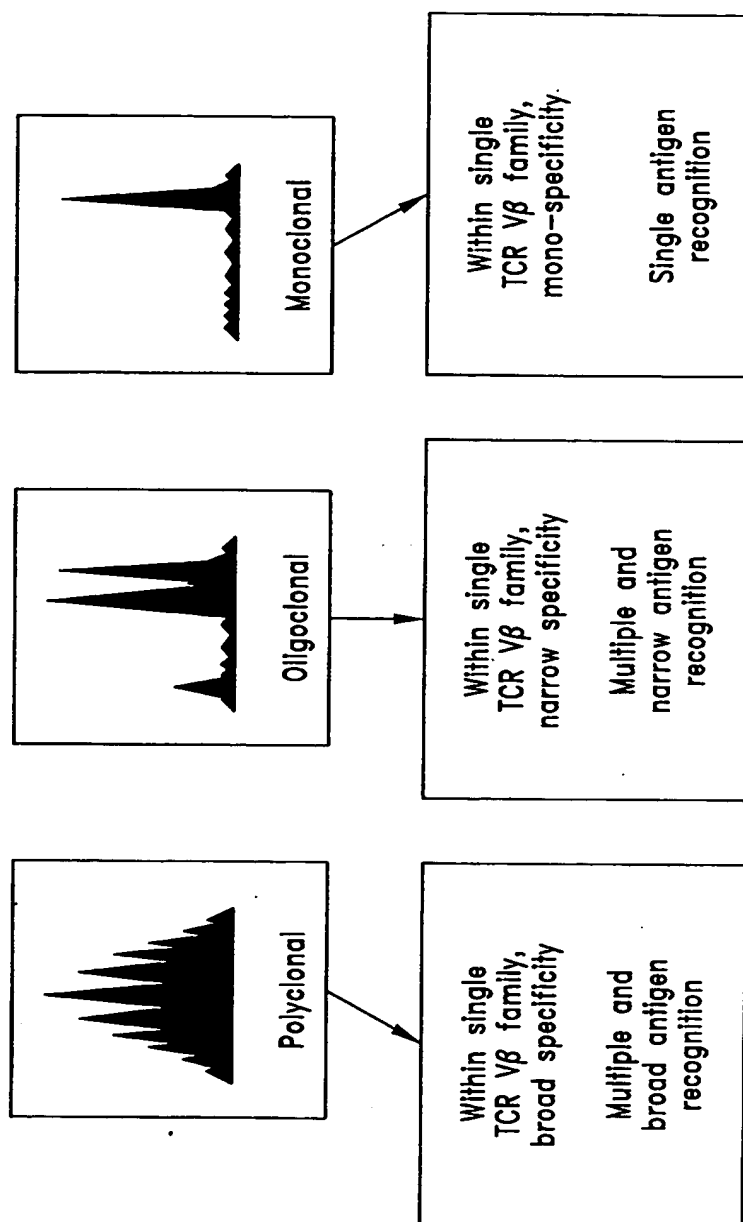 Polyclonal
Within single
TCR Vβ family,
broad specificity
Multiple and
broad antigen
recognition
Oligoclonal
Within single
TCR Vβ family,
narrow specificity
Multiple and
narrow antigen
recognition
Monoclonal
Within single
TCR Vβ family,
mono-specificity.
Single antigen
recognition